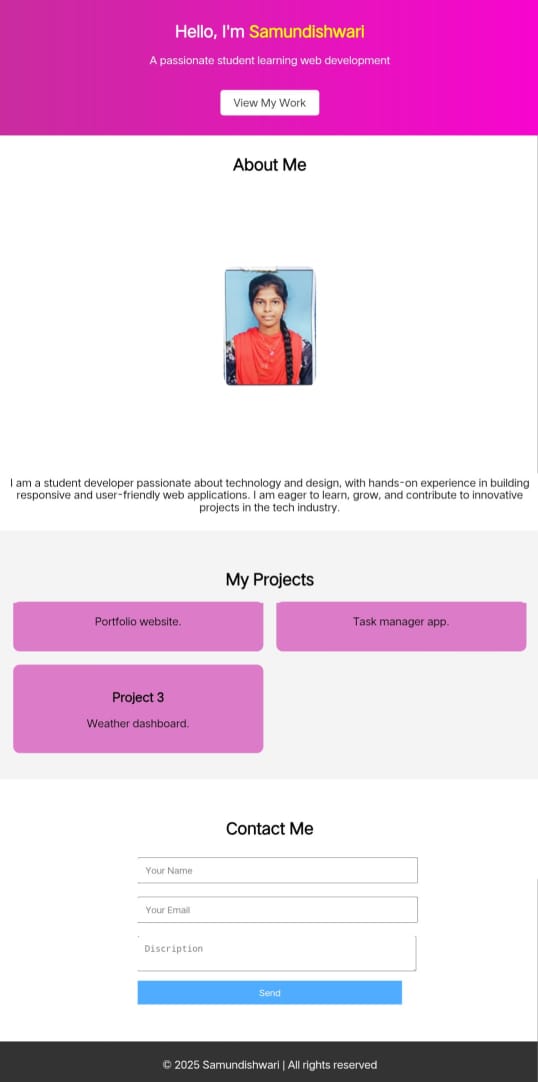 Hello, I'm Samundishwari
A passionate student learning web development
View My Work
About Me
I am a student developer passionate about technology and design, with hands-on experience in building
responsive and user-friendly web applications. I am eager to learn, grow, and contribute to innovative
projects in the tech industry.
My Projects
Portfolio website.
Task manager app.
Project 3
Weather dashboard.
Contact Me
Your Name
Your Email
Discription
Send
© 2025 Samundishwari | All rights reserved